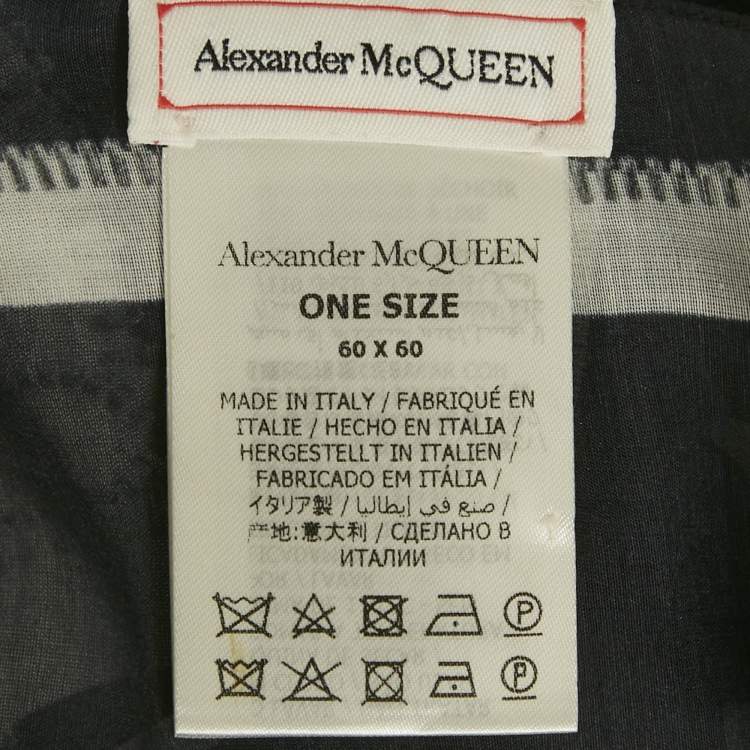 Alexander McQUEEN
Alexander McQUEEN
ONE SIZE
60 X 60
MADE IN ITALY / FABRIQUÉ EN
ITALIE / HECHO EN ITALIA /
HERGESTELLT IN ITALIEN /
FABRICADO EM ITÁLIA /
イタリア製 / صنع في إيطاليا /
产地:意大利 / СДЕЛАНО В
ИТАЛИИ
P
P